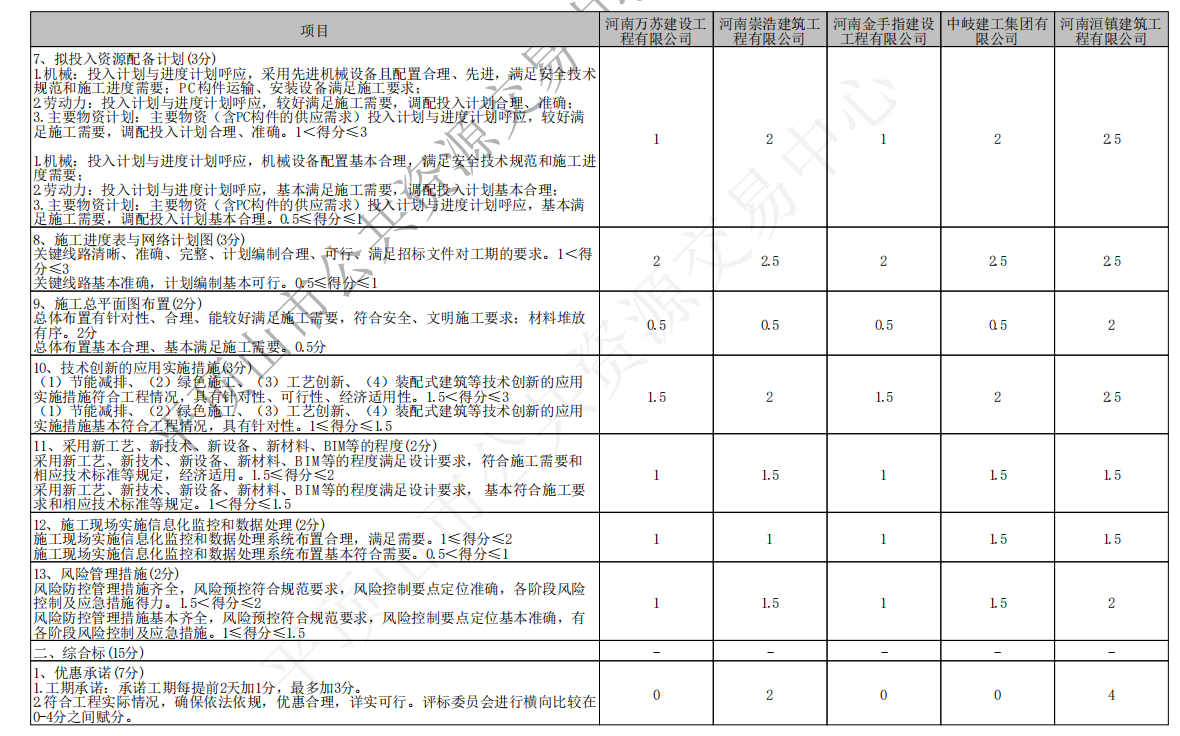 项目
河南万苏建设工
程有限公司
河南崇浩建筑工
程有限公司
河南金手指建设
工程有限公司
中岐建工集团有
限公司
河南洹镇建筑工
程有限公司
7、拟投入资源配备计划(3分)
1.机械：投入计划与进度计划呼应，采用先进机械设备且配置合理、先进，满足安全技术
规范和施工进度需要；PC构件运输、安装设备满足施工要求；
2.劳动力：投入计划与进度计划呼应，较好满足施工需要，调配投入计划合理、准确；
3.主要物资计划：主要物资（含PC构件的供应需求）投入计划与进度计划呼应，较好满
足施工需要，调配投入计划合理、准确。1＜得分≤3
1.机械：投入计划与进度计划呼应，机械设备配置基本合理，满足安全技术规范和施工进
度需要；
2.劳动力：投入计划与进度计划呼应，基本满足施工需要，调配投入计划基本合理；
3.主要物资计划：主要物资（含PC构件的供应需求）投入计划与进度计划呼应，基本满
足施工需要，调配投入计划基本合理。0.5≤得分≤1
1
2
1
2
2.5
8、施工进度表与网络计划图(3分)
关键线路清晰、准确、完整、计划编制合理、可行、满足招标文件对工期的要求。1＜得
分≤3
关键线路基本准确，计划编制基本可行。0.5≤得分≤1
2
2.5
2
2.5
2.5
9、施工总平面图布置(2分)
总体布置有针对性、合理、能较好满足施工需要，符合安全、文明施工要求；材料堆放
有序。2分
总体布置基本合理、基本满足施工需要。0.5分
0.5
0.5
0.5
0.5
2
10、技术创新的应用实施措施(3分)
（1）节能减排、（2）绿色施工、（3）工艺创新、（4）装配式建筑等技术创新的应用
实施措施符合工程情况，具有针对性、可行性、经济适用性。1.5＜得分≤3
（1）节能减排、（2）绿色施工、（3）工艺创新、（4）装配式建筑等技术创新的应用
实施措施基本符合工程情况，具有针对性。1≤得分≤1.5
1.5
2
1.5
2
2.5
11、采用新工艺、新技术、新设备、新材料、BIM等的程度(2分)
采用新工艺、新技术、新设备、新材料、BIM等的程度满足设计要求，符合施工需要和
相应技术标准等规定，经济适用。1.5≤得分≤2
采用新工艺、新技术、新设备、新材料、BIM等的程度满足设计要求，基本符合施工要
求和相应技术标准等规定。1＜得分≤1.5
1
1.5
1
1.5
1.5
12、施工现场实施信息化监控和数据处理(2分)
施工现场实施信息化监控和数据处理系统布置合理，满足需要。1≤得分≤2
施工现场实施信息化监控和数据处理系统布置基本符合需要。0.5＜得分≤1
1
1
1
1.5
1.5
13、风险管理措施(2分)
风险防控管理措施齐全，风险预控符合规范要求，风险控制要点定位准确，各阶段风险
控制及应急措施得力。1.5＜得分≤2
风险防控管理措施基本齐全，风险预控符合规范要求，风险控制要点定位基本准确，有
各阶段风险控制及应急措施。1≤得分≤1.5
1
1.5
1
1.5
2
二、综合标(15分)
－
－
－
－
－
1、优惠承诺(7分)
1.工期承诺：承诺工期每提前2天加1分，最多加3分。
2.符合工程实际情况，确保依法依规，优惠合理，详实可行。评标委员会进行横向比较在
0-4分之间赋分。
0
2
0
0
4
平顶山市公共资源交易中心
平顶山市公共资源交易中心